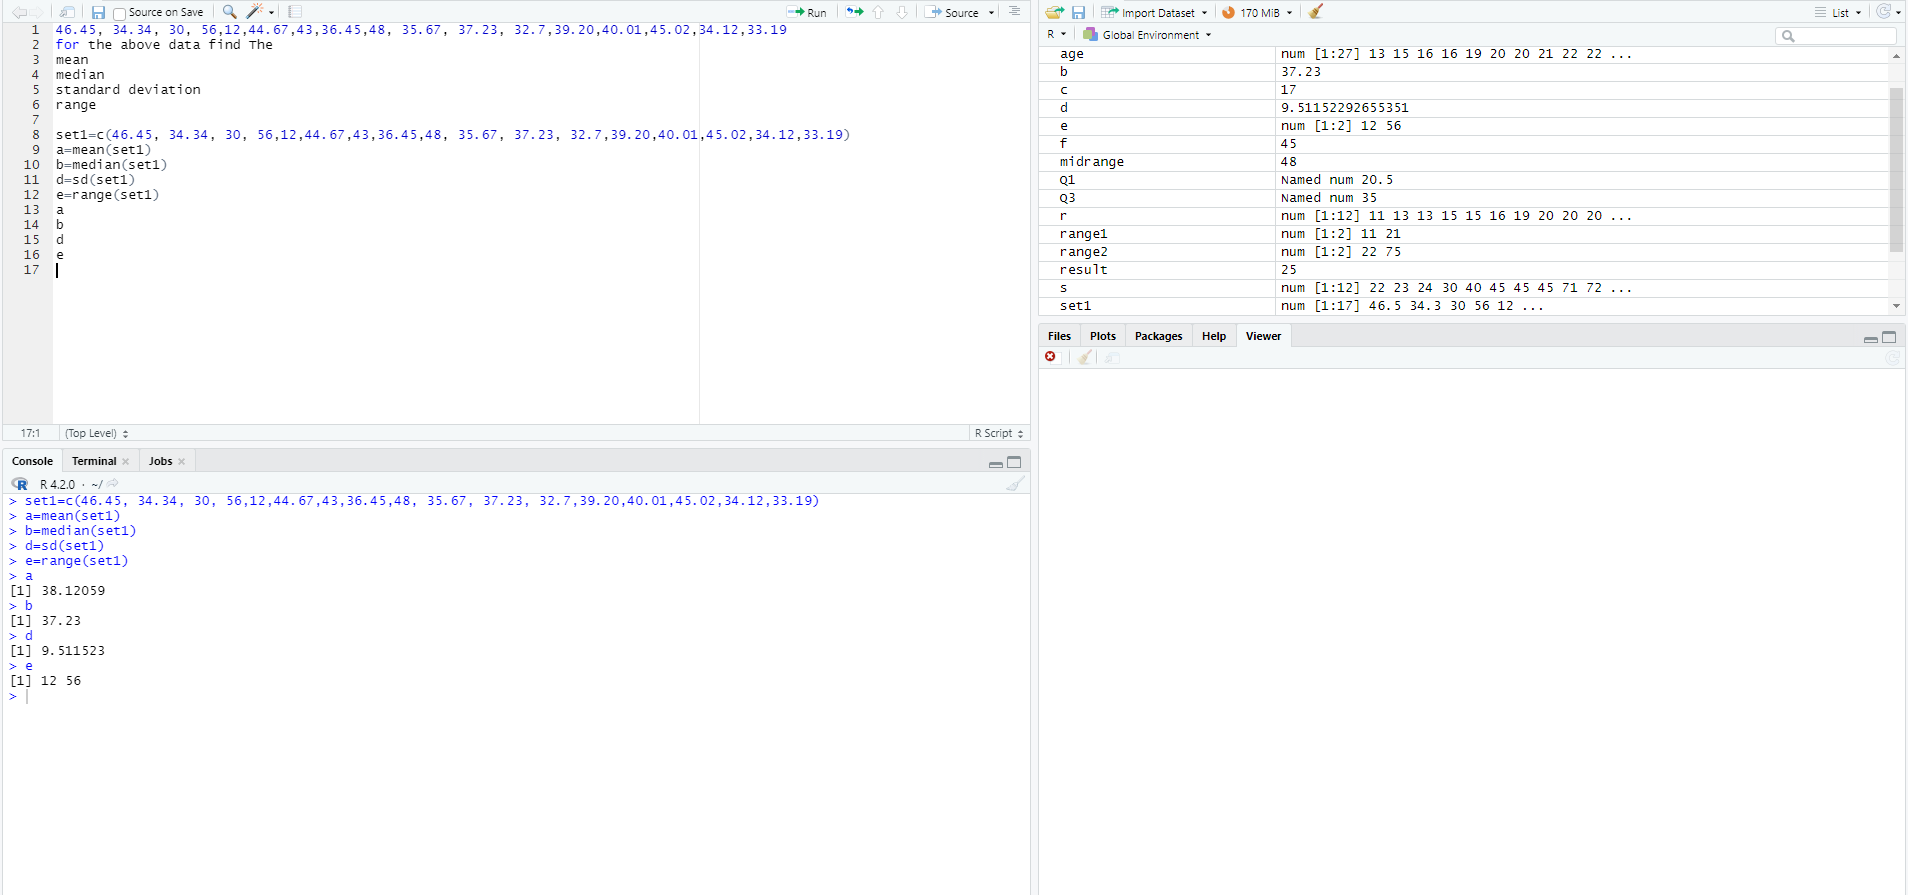 Source on Save
Run
Source
1 46.45, 34.34, 30, 56,12,44.67,43,36.45,48, 35.67, 37.23, 32.7,39.20,40.01,45.02,34.12,33.19
2 for the above data find The
3 mean
4 median
5 standard deviation
6 range
7
8 set1=c(46.45, 34.34, 30, 56,12,44.67,43,36.45,48, 35.67, 37.23, 32.7,39.20,40.01,45.02,34.12,33.19)
9 a=mean(set1)
10 b=median(set1)
11 d=sd(set1)
12 e=range(set1)
13 a
14 b
15 d
16 e
17
17:1 (Top Level) R Script
Console Terminal Jobs
R R 4.2.0 · ~/
> set1=c(46.45, 34.34, 30, 56,12,44.67,43,36.45,48, 35.67, 37.23, 32.7,39.20,40.01,45.02,34.12,33.19)
> a=mean(set1)
> b=median(set1)
> d=sd(set1)
> e=range(set1)
> a
[1] 38.12059
> b
[1] 37.23
> d
[1] 9.511523
> e
[1] 12 56
>
Import Dataset 170 MiB List
R Global Environment
age num [1:27] 13 15 16 16 19 20 20 21 22 22 ...
b 37.23
c 17
d 9.51152292655351
e num [1:2] 12 56
f 45
midrange 48
Q1 Named num 20.5
Q3 Named num 35
r num [1:12] 11 13 13 15 15 16 19 20 20 20 ...
range1 num [1:2] 11 21
range2 num [1:2] 22 75
result 25
s num [1:12] 22 23 24 30 40 45 45 45 71 72 ...
set1 num [1:17] 46.5 34.3 30 56 12 ...
Files Plots Packages Help Viewer